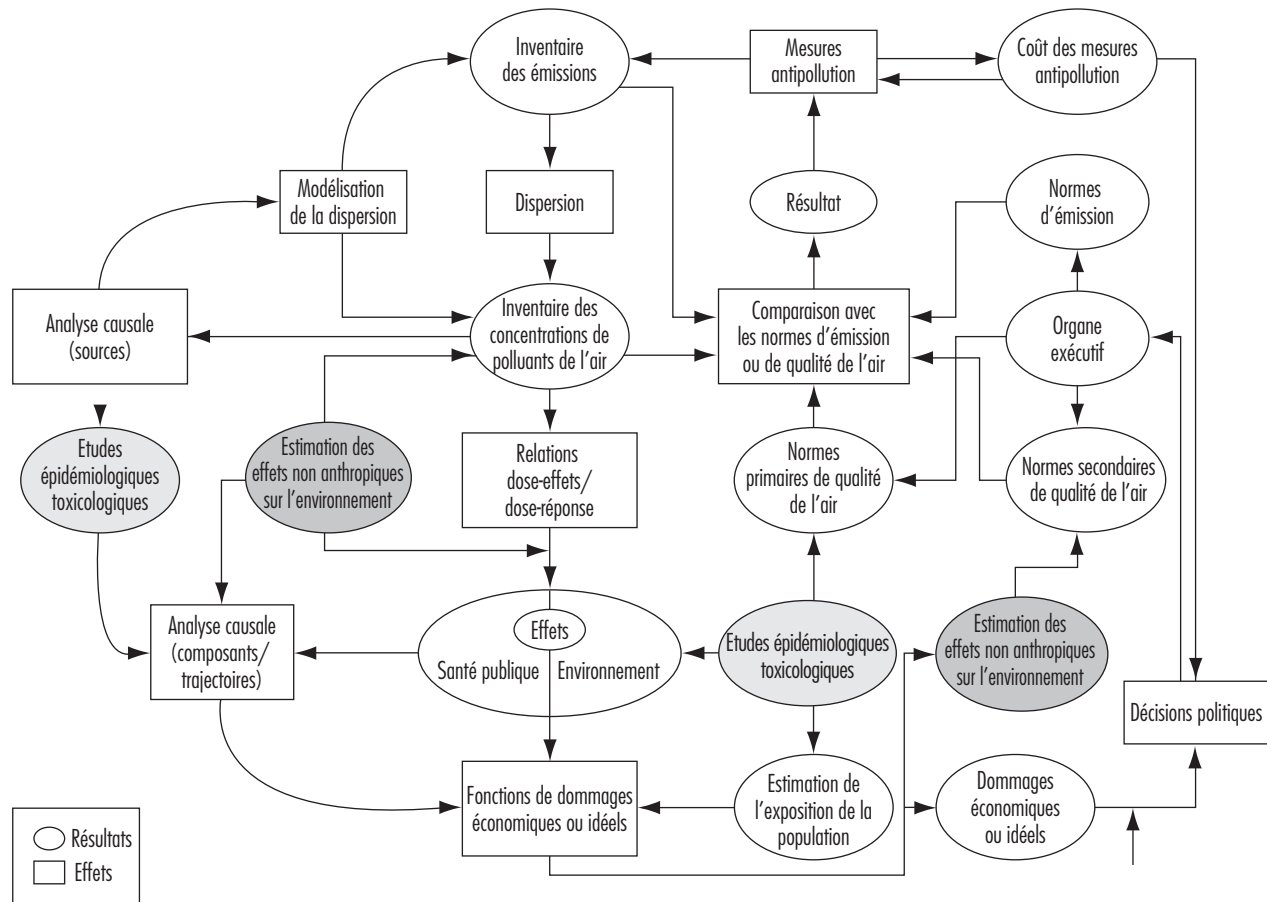 Inventaire
des émissions
Mesures
antipollution
Coût des mesures
antipollution
Modélisation
de la dispersion
Dispersion
Résultat
Normes
d'émission
Analyse causale
(sources)
Inventaire des
concentrations de
polluants de l'air
Comparaison avec
les normes d'émission
ou de qualité de l'air
Organe
exécutif
Etudes
épidémiologiques
toxicologiques
Estimation des
effets non anthropiques
sur l'environnement
Relations
dose-effets/
dose-réponse
Normes
primaires de qualité
de l'air
Normes secondaires
de qualité de l'air
Analyse causale
(composants/
trajectoires)
Effets
Santé publique
Environnement
Etudes épidémiologiques
toxicologiques
Estimation des
effets non anthropiques
sur l'environnement
Décisions politiques
Fonctions de dommages
économiques ou idéels
Estimation de
l'exposition de la
population
Dommages
économiques
ou idéels
Résultats
Effets